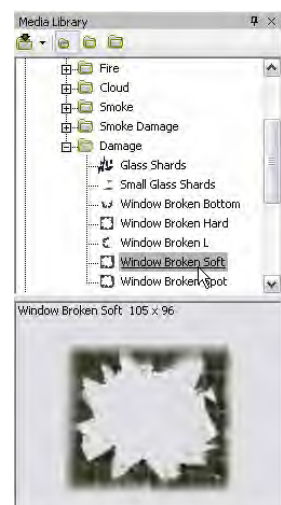 Media Library
Fire
Cloud
Smoke
Smoke Damage
Damage
Glass Shards
Small Glass Shards
Window Broken Bottom
Window Broken Hard
Window Broken L
Window Broken Soft
Window Broken Spot
Window Broken Soft 105 x 96